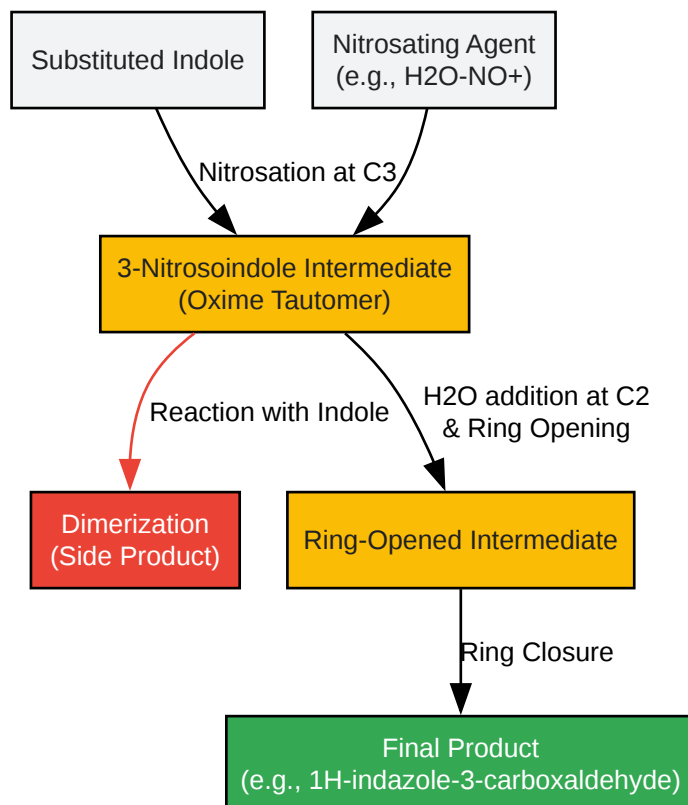 Substituted Indole
Nitrosating Agent
(e.g., H2O-NO+)
Nitrosation at C3
3-Nitrosoindole Intermediate
(Oxime Tautomer)
Reaction with Indole
H2O addition at C2
& Ring Opening
Dimerization
(Side Product)
Ring-Opened Intermediate
Ring Closure
Final Product
(e.g., 1H-indazole-3-carboxaldehyde)